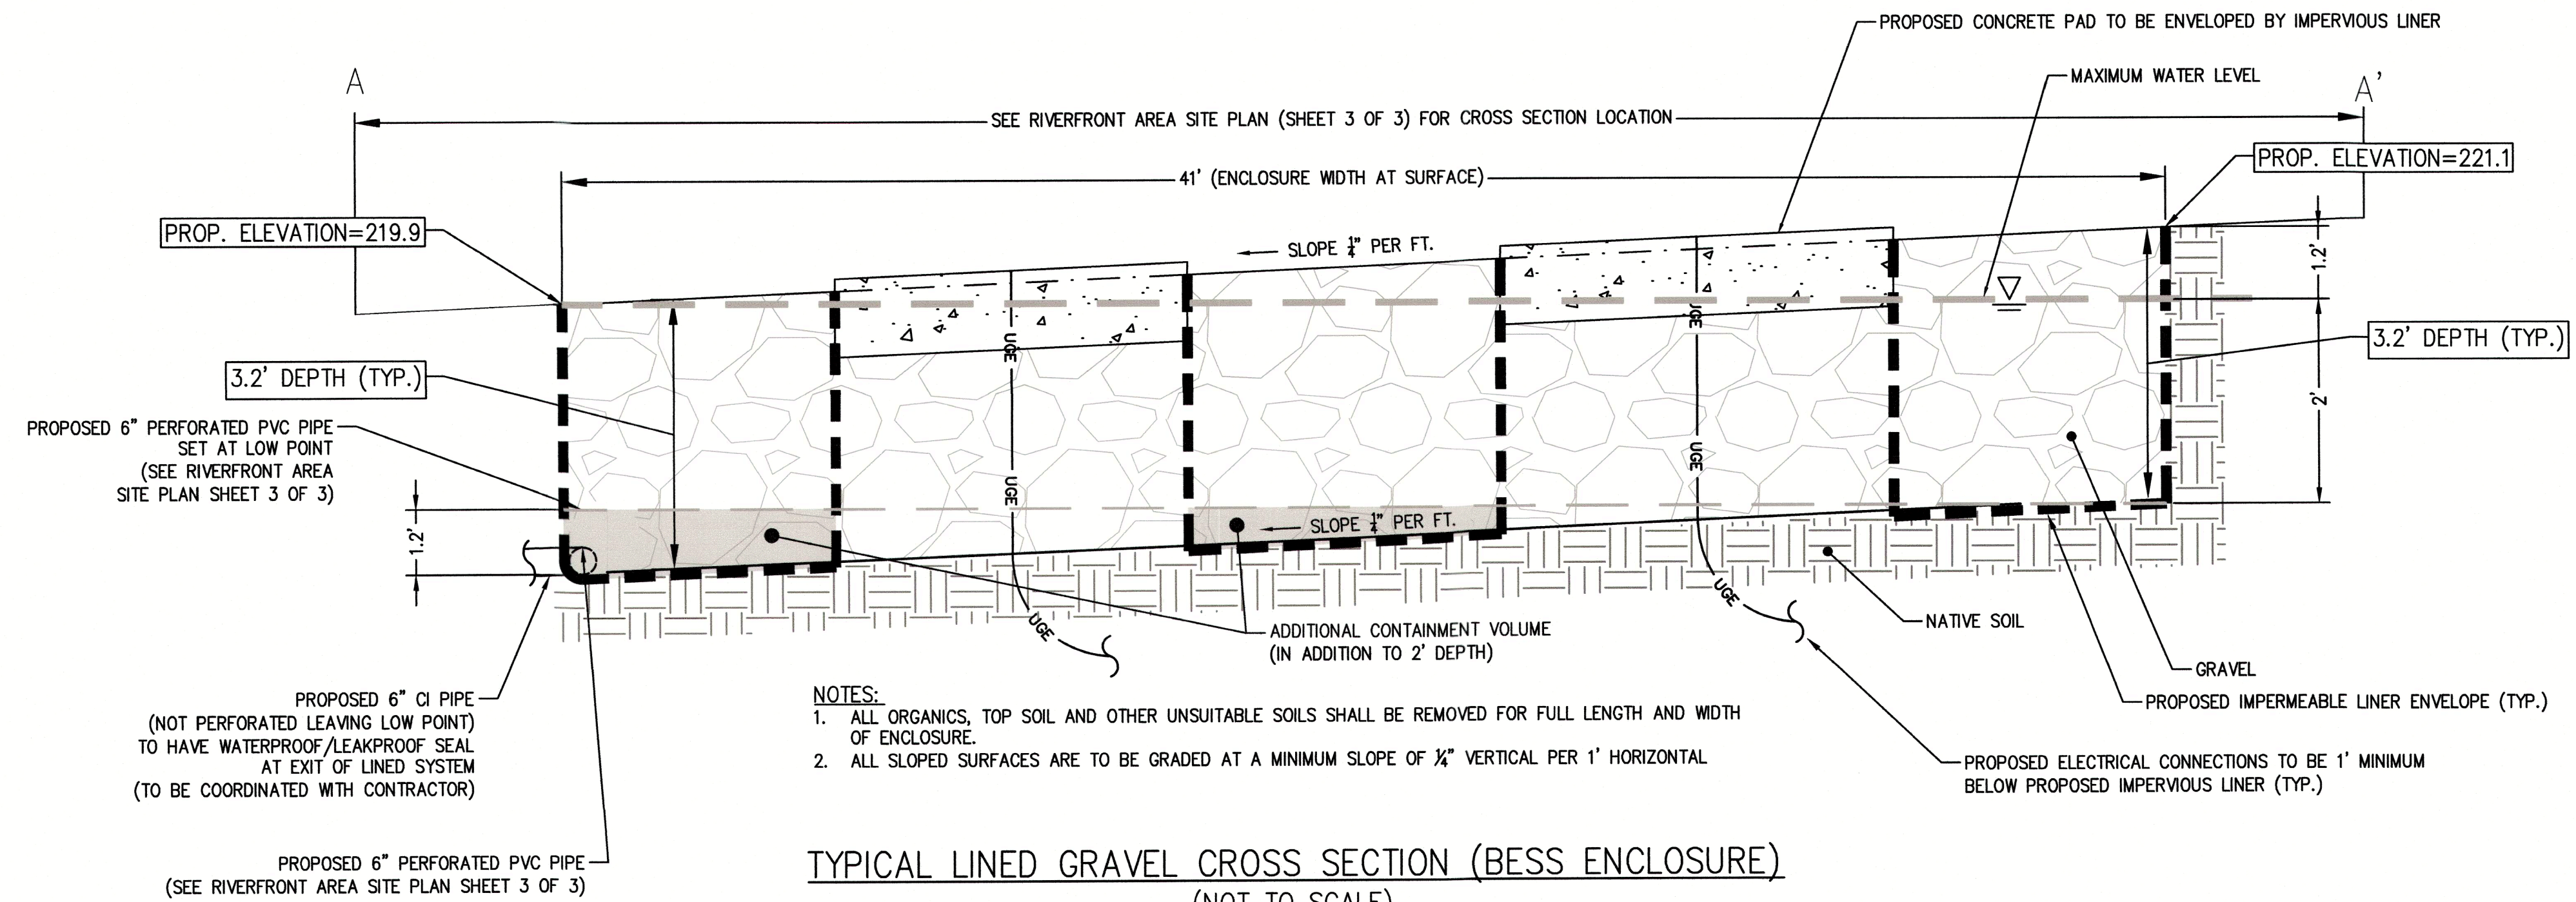 PROPOSED CONCRETE PAD TO BE ENVELOPED BY IMPERVIOUS LINER
MAXIMUM WATER LEVEL
A
A'
SEE RIVERFRONT AREA SITE PLAN (SHEET 3 OF 3) FOR CROSS SECTION LOCATION
PROP. ELEVATION=221.1
41' (ENCLOSURE WIDTH AT SURFACE)
PROP. ELEVATION=219.9
SLOPE ¼" PER FT.
1.2'
UGE
UGE
3.2' DEPTH (TYP.)
3.2' DEPTH (TYP.)
2'
PROPOSED 6" PERFORATED PVC PIPE
SET AT LOW POINT
(SEE RIVERFRONT AREA
SITE PLAN SHEET 3 OF 3)
UGE
UGE
1.2'
SLOPE ¼" PER FT.
UGE
UGE
ADDITIONAL CONTAINMENT VOLUME
(IN ADDITION TO 2' DEPTH)
NATIVE SOIL
GRAVEL
PROPOSED IMPERMEABLE LINER ENVELOPE (TYP.)
PROPOSED 6" CI PIPE
(NOT PERFORATED LEAVING LOW POINT)
TO HAVE WATERPROOF/LEAKPROOF SEAL
AT EXIT OF LINED SYSTEM
(TO BE COORDINATED WITH CONTRACTOR)
NOTES:
1. ALL ORGANICS, TOP SOIL AND OTHER UNSUITABLE SOILS SHALL BE REMOVED FOR FULL LENGTH AND WIDTH
OF ENCLOSURE.
2. ALL SLOPED SURFACES ARE TO BE GRADED AT A MINIMUM SLOPE OF ¼" VERTICAL PER 1' HORIZONTAL
PROPOSED ELECTRICAL CONNECTIONS TO BE 1' MINIMUM
BELOW PROPOSED IMPERVIOUS LINER (TYP.)
PROPOSED 6" PERFORATED PVC PIPE
(SEE RIVERFRONT AREA SITE PLAN SHEET 3 OF 3)
TYPICAL LINED GRAVEL CROSS SECTION (BESS ENCLOSURE)
(NOT TO SCALE)